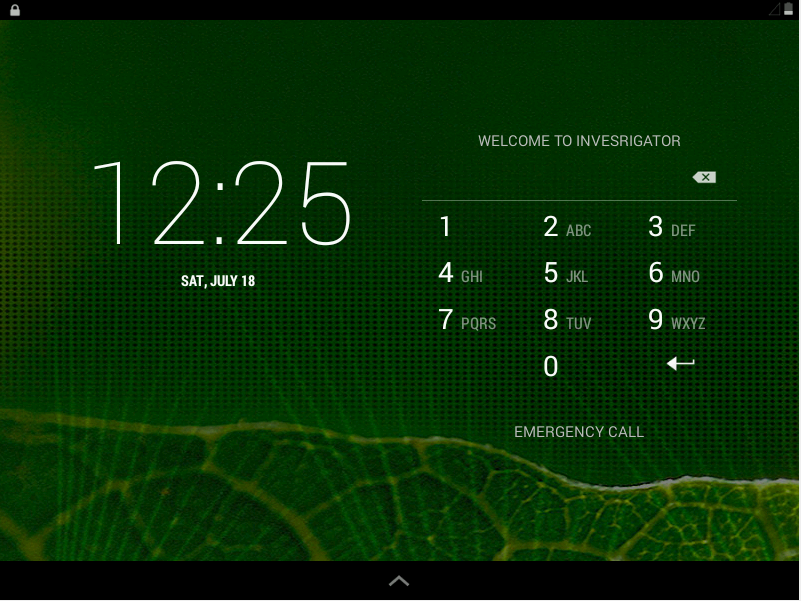 12:25
SAT, JULY 18
WELCOME TO INVESRIGATOR
1
2 ABC
3 DEF
4 GHI
5 JKL
6 MNO
7 PQRS
8 TUV
9 WXYZ
0
EMERGENCY CALL